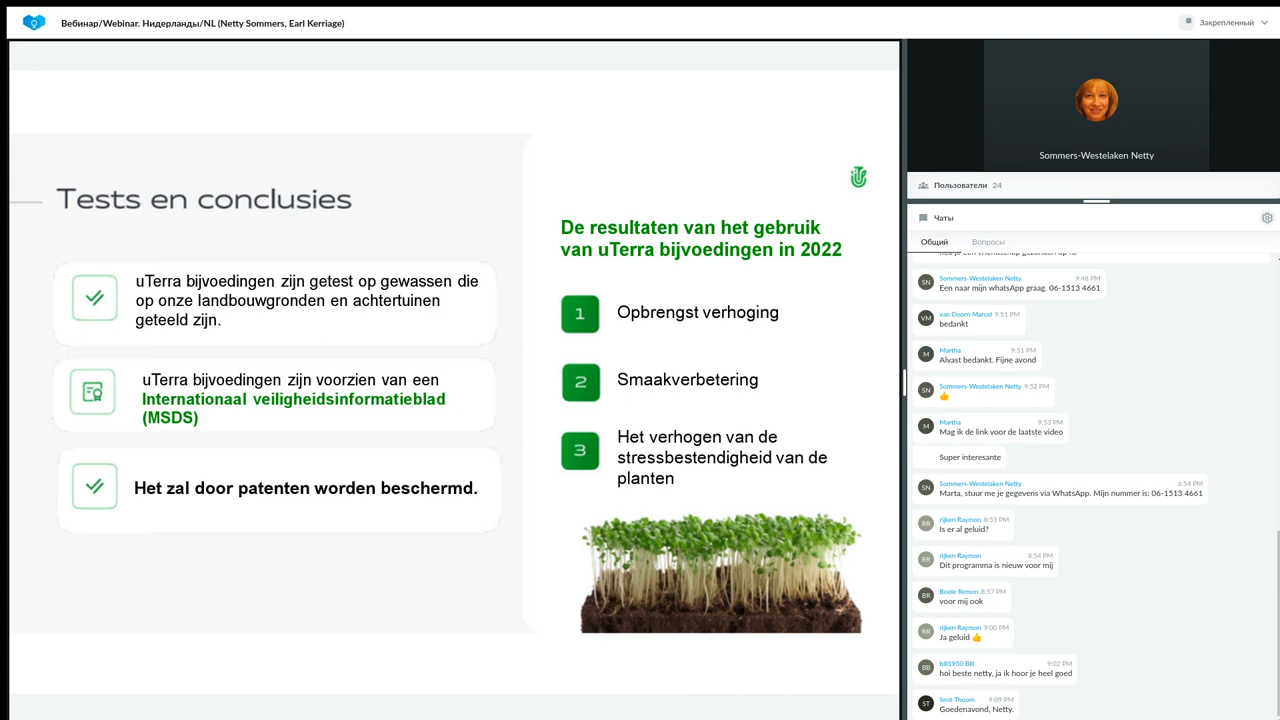 Вебинар/Webinar. Нидерланды/NL (Netty Sommers, Earl Kerriage)
Закрепленный
Tests en conclusies
uTerra bijvoedingen zijn getest op gewassen die
op onze landbouwgronden en achtertuinen
geteeld zijn.
uTerra bijvoedingen zijn voorzien van een
Internationaal veiligheidsinformatieblad
(MSDS)
Het zal door patenten worden beschermd.
De resultaten van het gebruik
van uTerra bijvoedingen in 2022
1
Opbrengst verhoging
2
Smaakverbetering
3
Het verhogen van de
stressbestendigheid van de
planten
Sommers-Westelaken Netty
Пользователи 24
Чаты
Общий Вопросы
SN
Sommers-Westelaken Netty 9:48 PM
Een naar mijn whatsApp graag. 06-1513 4661
VM
van Doorn Marcel 9:51 PM
bedankt
M
Martha 9:51 PM
Alvast bedankt. Fijne avond
SN
Sommers-Westelaken Netty 9:52 PM
👍
M
Martha 9:53 PM
Mag ik de link voor de laatste video
Super interesante
SN
Sommers-Westelaken Netty 6:54 PM
Marta, stuur me je gegevens via WhatsApp. Mijn nummer is: 06-1513 4661
RR
rijken Raymon 8:53 PM
Is er al geluid?
RR
rijken Raymon 8:54 PM
Dit programma is nieuw voor mij
BR
Boele Remon 8:57 PM
voor mij ook
RR
rijken Raymon 9:00 PM
Ja geluid 👍
BB
bill1950 Bill 9:02 PM
hoi beste netty, ja ik hoor je heel goed
ST
Smit Thoom 9:09 PM
Goedenavond, Netty.